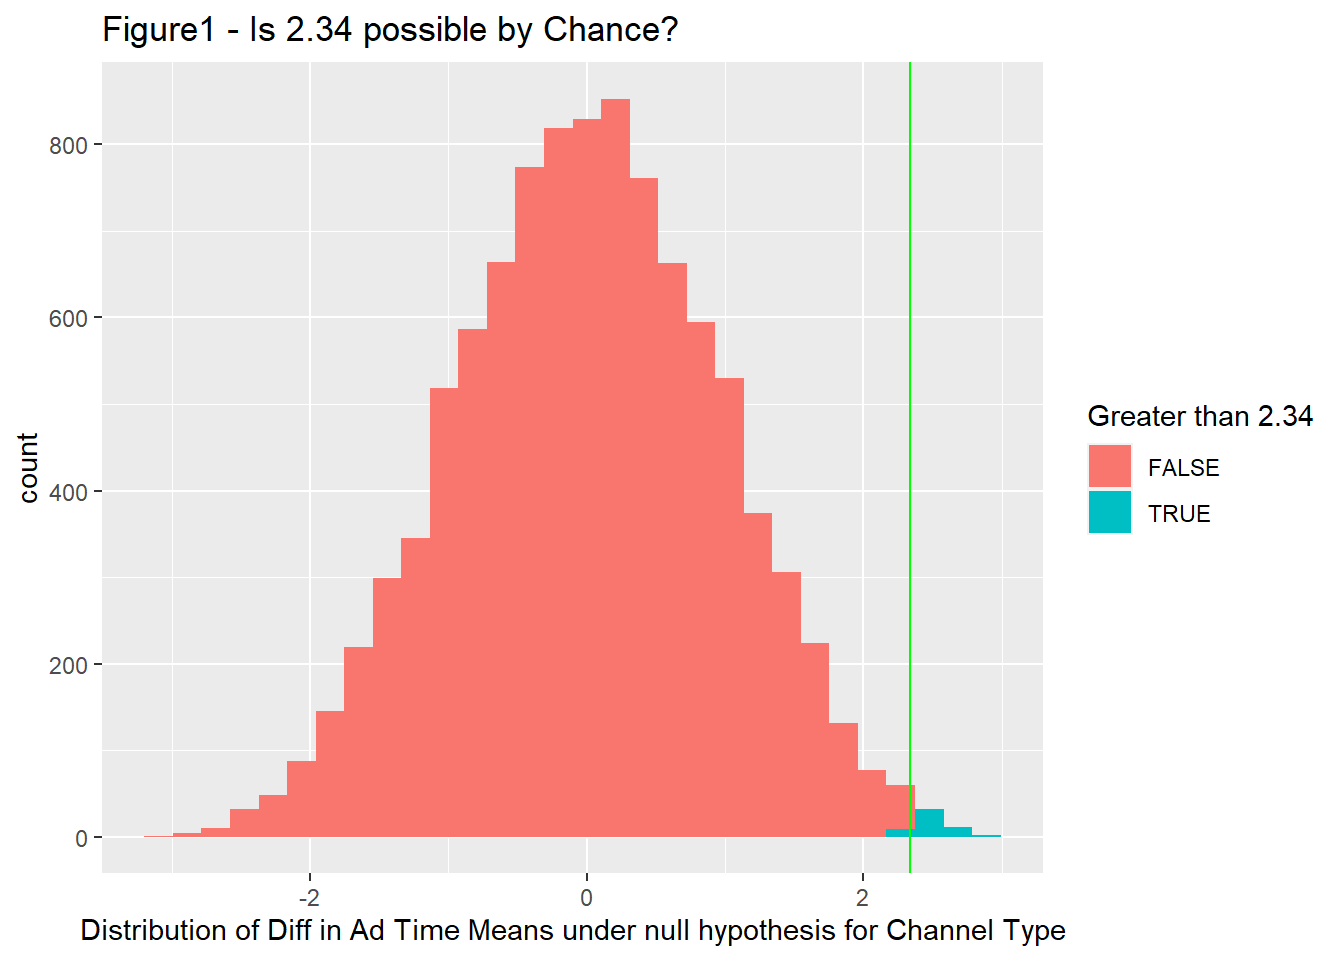 Figure1 - Is 2.34 possible by Chance?
800
600
400
200
0
count
-2
0
2
Distribution of Diff in Ad Time Means under null hypothesis for Channel Type
Greater than 2.34
FALSE
TRUE